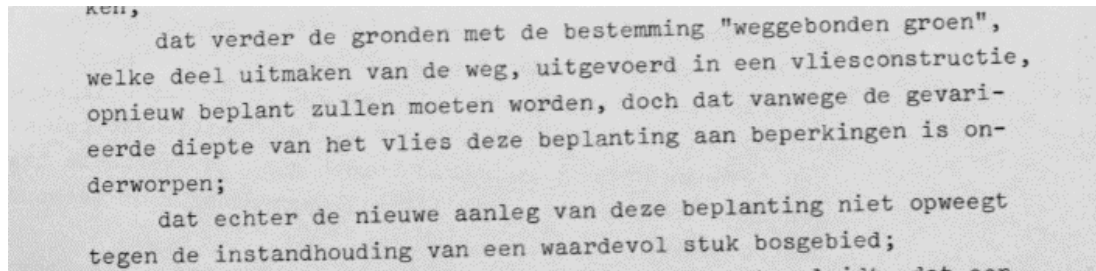 ken,
dat verder de gronden met de bestemming "weggebonden groen",
welke deel uitmaken van de weg, uitgevoerd in een vliesconstructie,
opnieuw beplant zullen moeten worden, doch dat vanwege de gevari-
eerde diepte van het vlies deze beplanting aan beperkingen is on-
derworpen;
dat echter de nieuwe aanleg van deze beplanting niet opweegt
tegen de instandhouding van een waardevol stuk bosgebied;
dat een